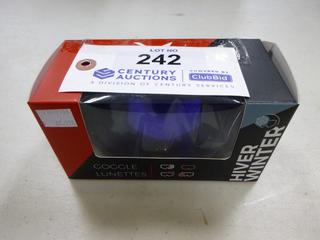 LOT NO
242
CENTURY
AUCTIONS
POWERED BY
ClubBid
A DIVISION OF CENTURY SERVICES
GOGGLE
LUNETTES
HIVER
WINTER